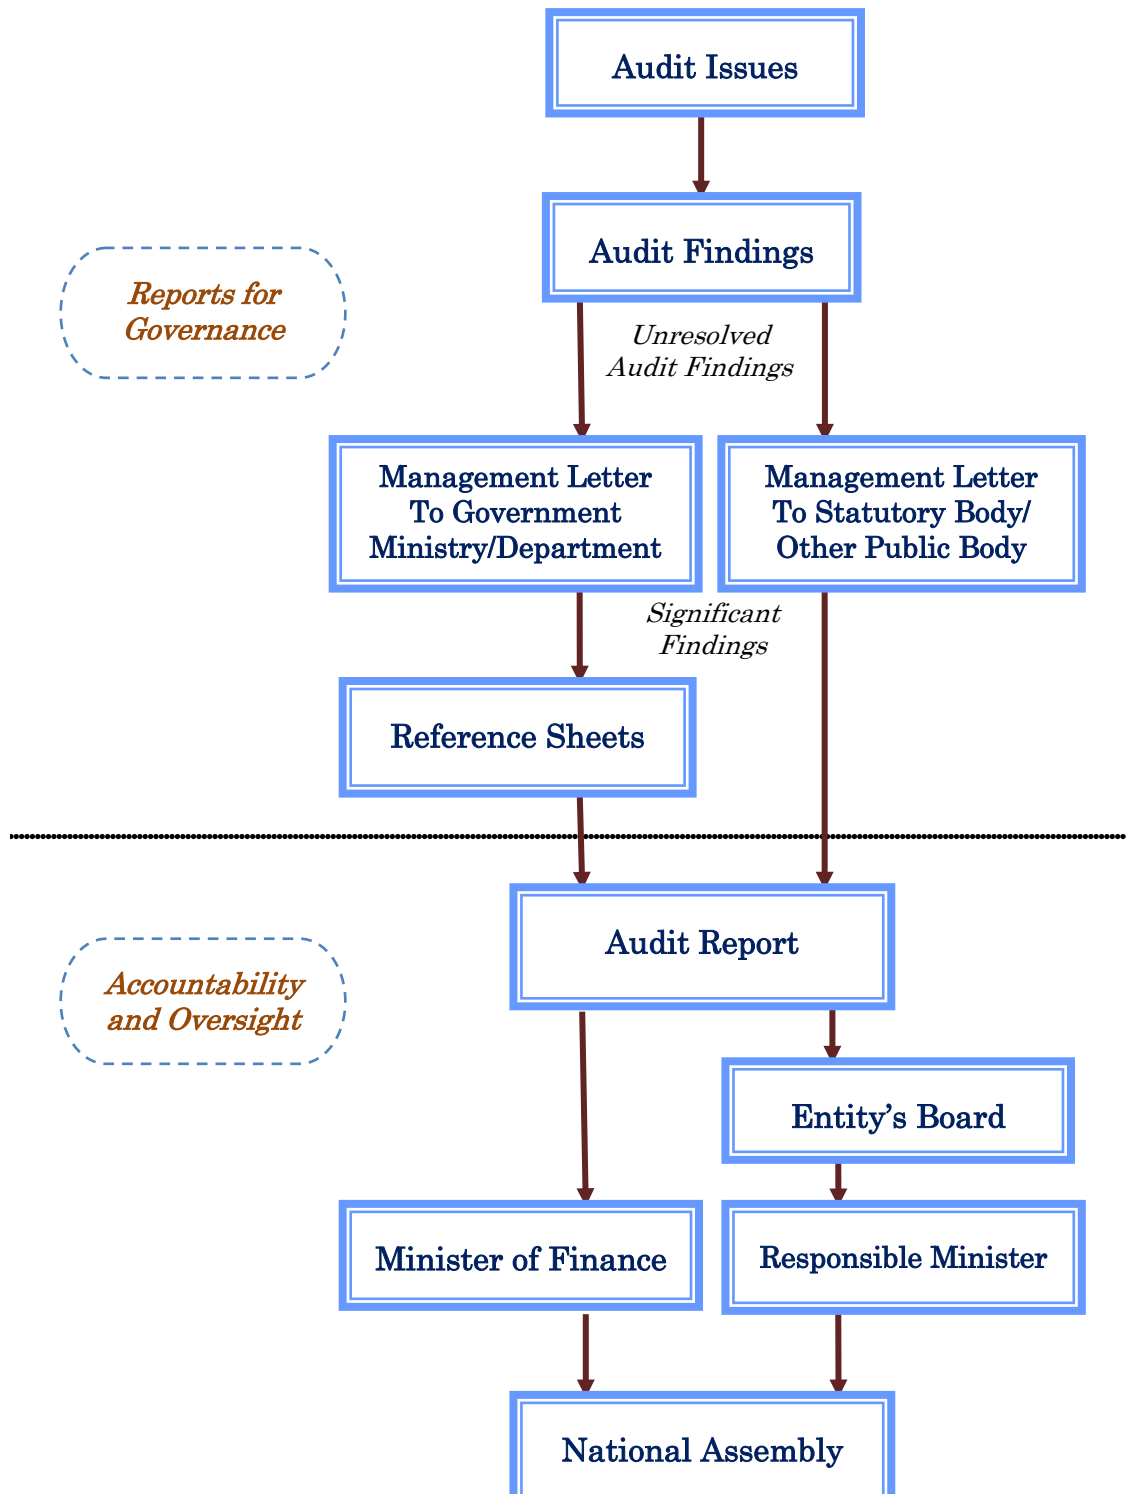 Audit Issues
Audit Findings
Reports for
Governance
Unresolved
Audit Findings
Management Letter
To Government
Ministry/Department
Management Letter
To Statutory Body/
Other Public Body
Significant
Findings
Reference Sheets
Audit Report
Accountability
and Oversight
Entity’s Board
Minister of Finance
Responsible Minister
National Assembly